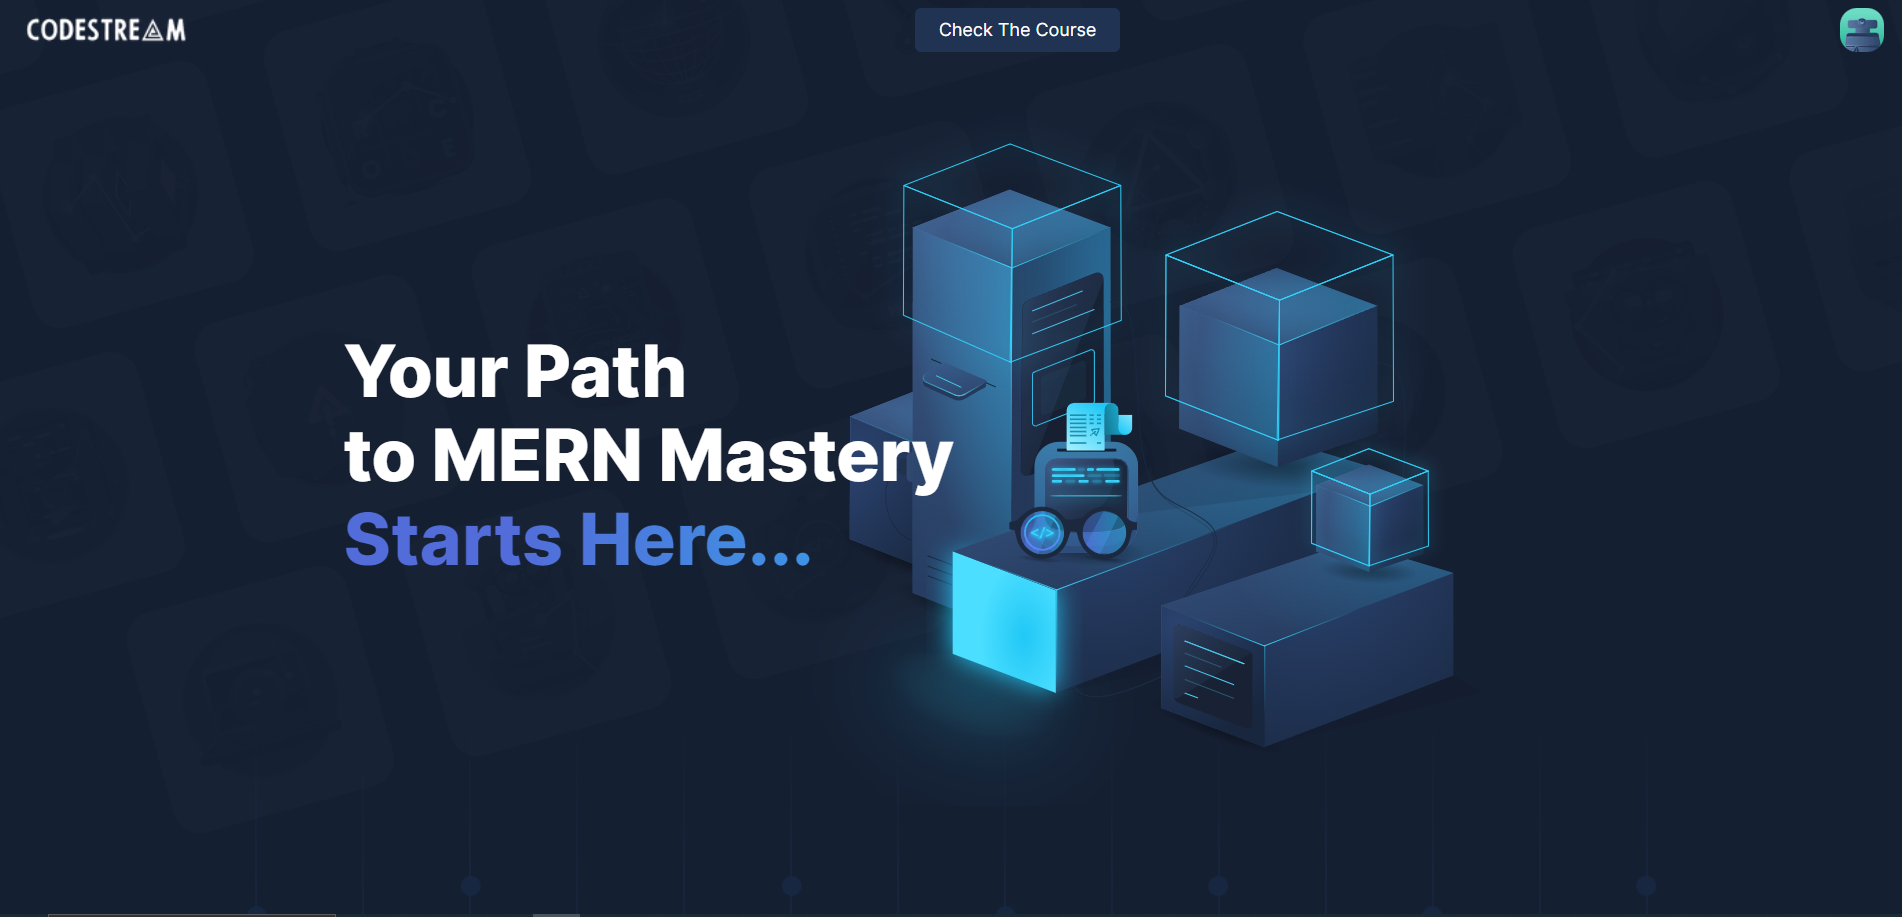 CODESTREAM
Check The Course
Your Path
to MERN Mastery
Starts Here...
</>